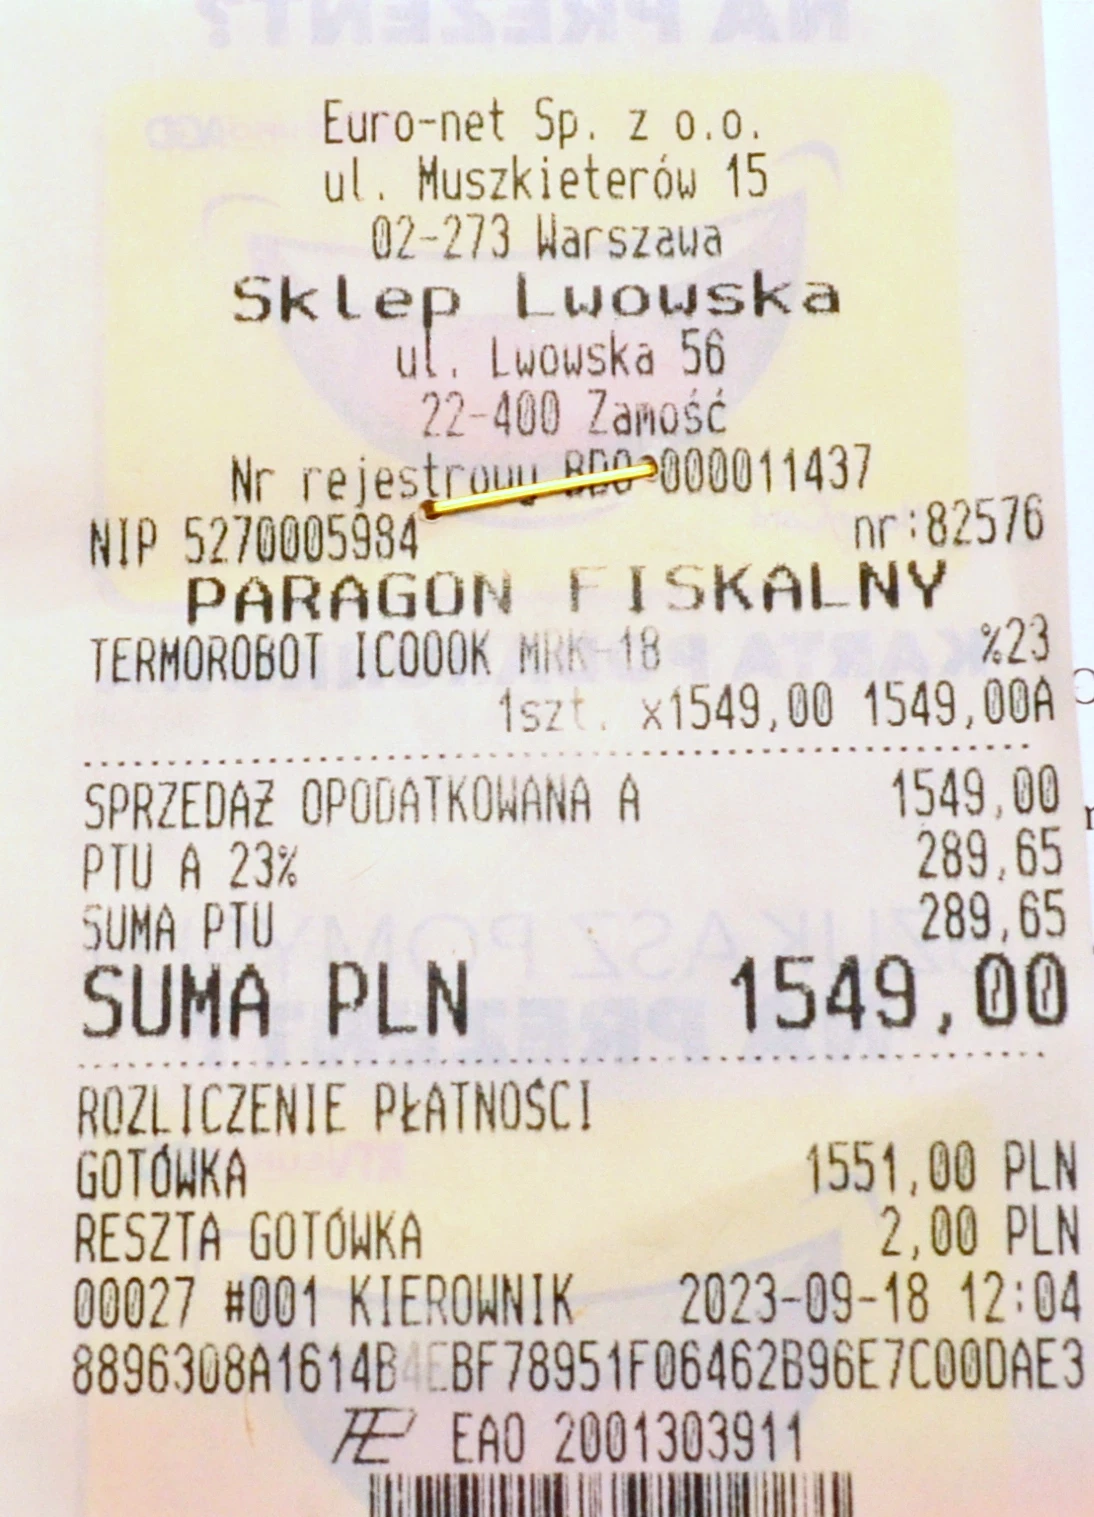 Euro-net Sp. z o.o.
ul. Muszkieterów 15
02-273 Warszawa
Sklep Lwowska
ul. Lwowska 56
22-400 Zamość
Nr rejestrowy BDO 000011437
NIP 5270005984 nr:82576
PARAGON FISKALNY
TERMOROBOT ICOOOK MRK-18 %23
1szt. x1549,00 1549,00A
SPRZEDAŻ OPODATKOWANA A 1549,00
PTU A 23% 289,65
SUMA PTU 289,65
SUMA PLN 1549,00
ROZLICZENIE PŁATNOŚCI
GOTÓWKA 1551,00 PLN
RESZTA GOTÓWKA 2,00 PLN
00027 #001 KIEROWNIK 2023-09-18 12:04
8896308A1614B4EBF78951F06462B96E7C00DAE3
EAO 2001303911